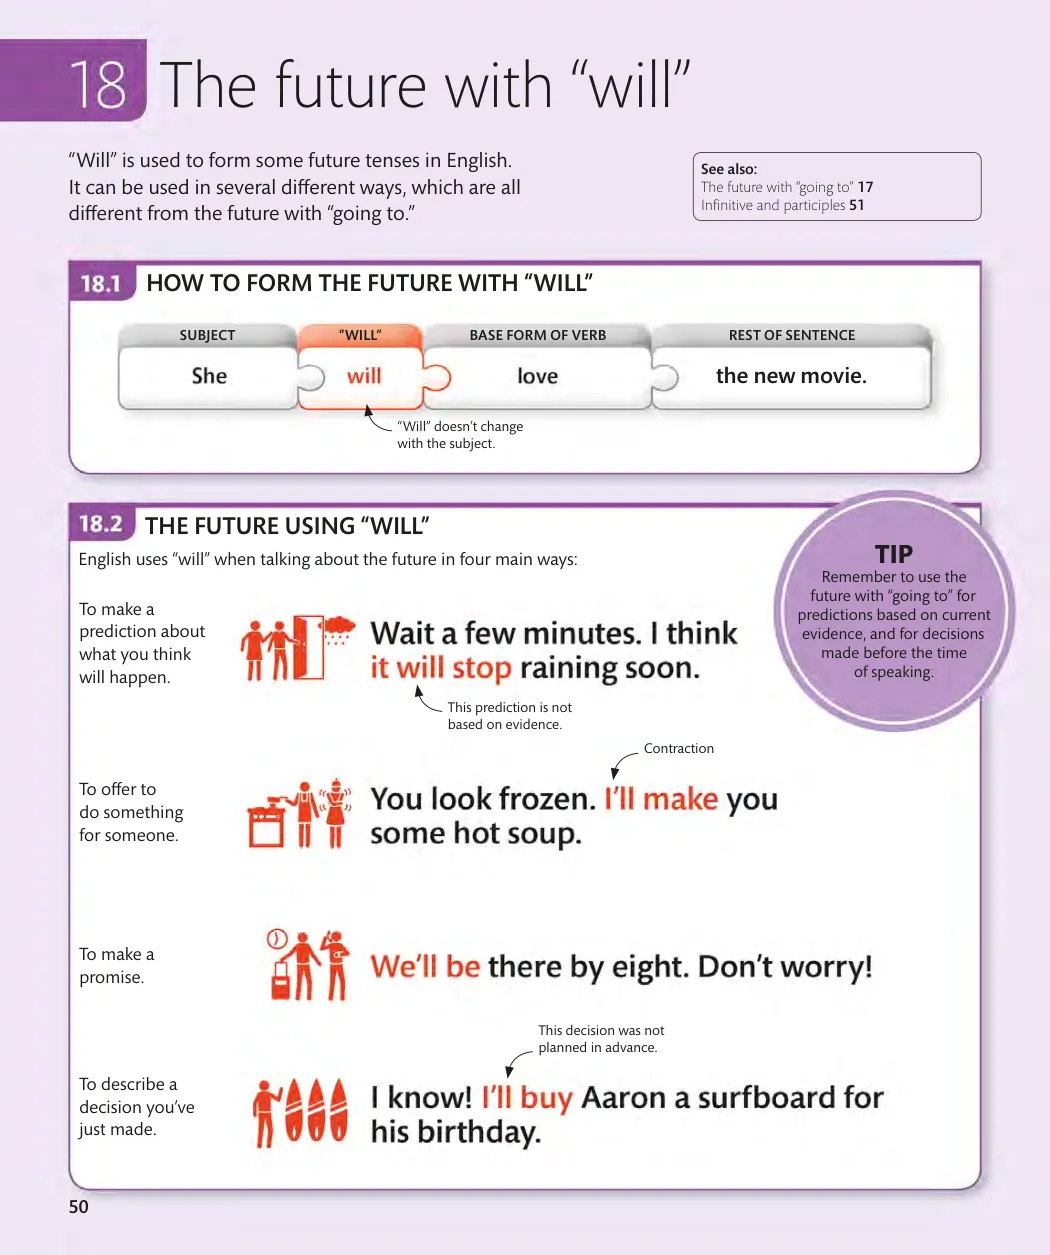 18 The future with “will”
“Will” is used to form some future tenses in English.
It can be used in several different ways, which are all
different from the future with “going to.”
See also:
The future with “going to” 17
Infinitive and participles 51
18.1 HOW TO FORM THE FUTURE WITH “WILL”
SUBJECT “WILL” BASE FORM OF VERB REST OF SENTENCE
She will love the new movie.
“Will” doesn’t change
with the subject.
18.2 THE FUTURE USING “WILL”
English uses “will” when talking about the future in four main ways:
TIP
Remember to use the
future with “going to” for
predictions based on current
evidence, and for decisions
made before the time
of speaking.
To make a
prediction about
what you think
will happen.
Wait a few minutes. I think
it will stop raining soon.
This prediction is not
based on evidence.
Contraction
To offer to
do something
for someone.
You look frozen. I’ll make you
some hot soup.
To make a
promise.
We’ll be there by eight. Don’t worry!
This decision was not
planned in advance.
To describe a
decision you’ve
just made.
I know! I’ll buy Aaron a surfboard for
his birthday.
50